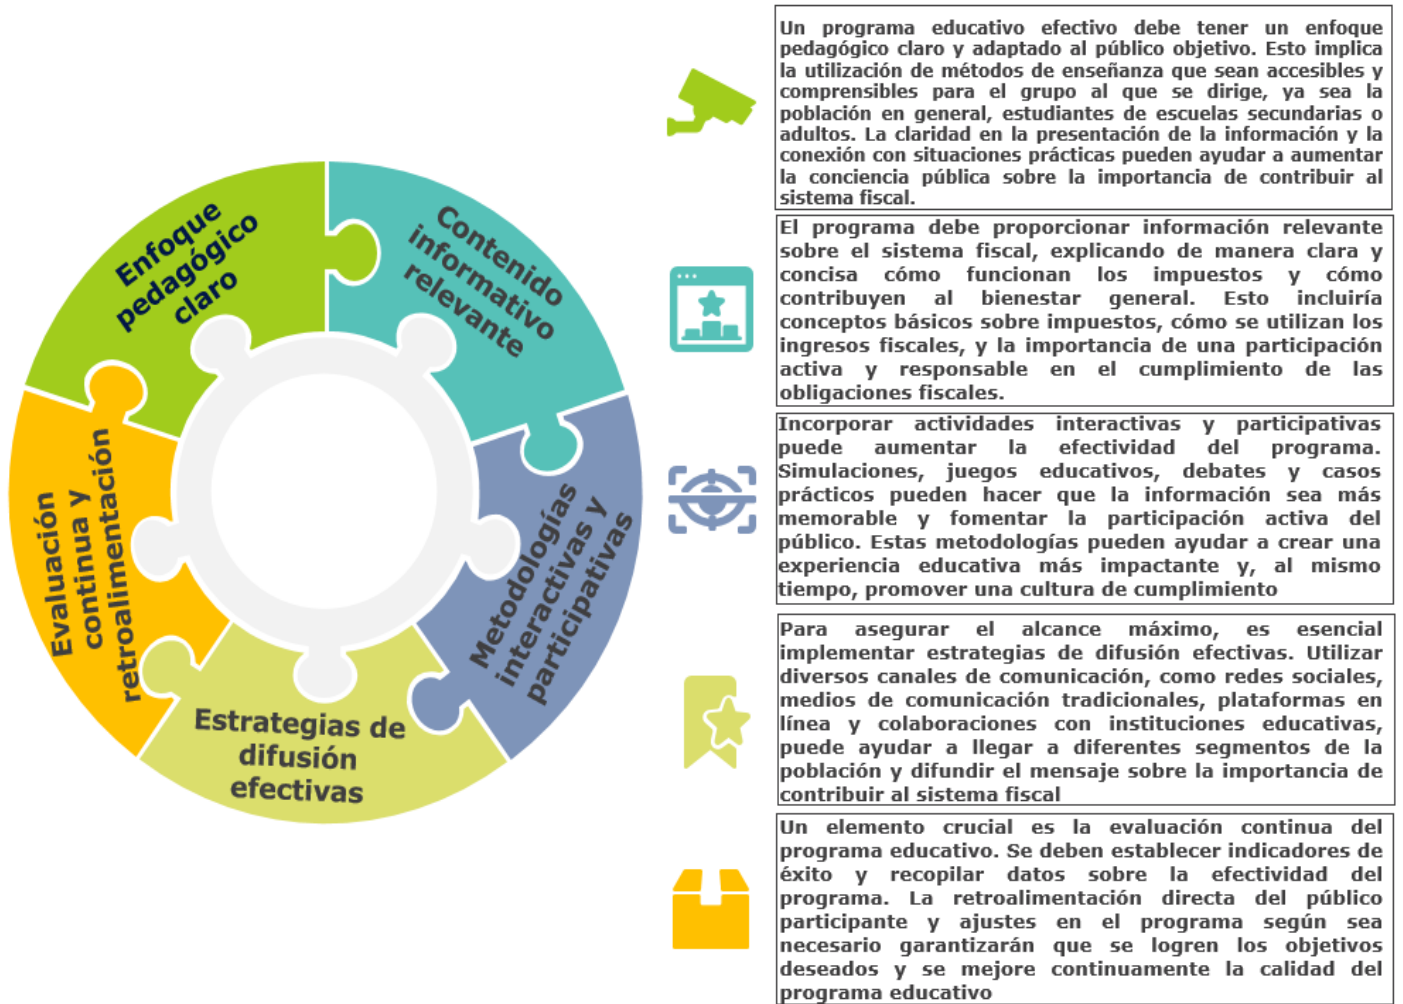 Enfoque
pedagógico
claro
Contenido
informativo
relevante
Metodologías
interactivas y
participativas
Estrategias de
difusión
efectivas
Evaluación
continua y
retroalimentación
Un programa educativo efectivo debe tener un enfoque
pedagógico claro y adaptado al público objetivo. Esto implica
la utilización de métodos de enseñanza que sean accesibles y
comprensibles para el grupo al que se dirige, ya sea la
población en general, estudiantes de escuelas secundarias o
adultos. La claridad en la presentación de la información y la
conexión con situaciones prácticas pueden ayudar a aumentar
la conciencia pública sobre la importancia de contribuir al
sistema fiscal.
El programa debe proporcionar información relevante
sobre el sistema fiscal, explicando de manera clara y
concisa cómo funcionan los impuestos y cómo
contribuyen al bienestar general. Esto incluiría
conceptos básicos sobre impuestos, cómo se utilizan los
ingresos fiscales, y la importancia de una participación
activa y responsable en el cumplimiento de las
obligaciones fiscales.
Incorporar actividades interactivas y participativas
puede aumentar la efectividad del programa.
Simulaciones, juegos educativos, debates y casos
prácticos pueden hacer que la información sea más
memorable y fomentar la participación activa del
público. Estas metodologías pueden ayudar a crear una
experiencia educativa más impactante y, al mismo
tiempo, promover una cultura de cumplimiento
Para asegurar el alcance máximo, es esencial
implementar estrategias de difusión efectivas. Utilizar
diversos canales de comunicación, como redes sociales,
medios de comunicación tradicionales, plataformas en
línea y colaboraciones con instituciones educativas,
puede ayudar a llegar a diferentes segmentos de la
población y difundir el mensaje sobre la importancia de
contribuir al sistema fiscal
Un elemento crucial es la evaluación continua del
programa educativo. Se deben establecer indicadores de
éxito y recopilar datos sobre la efectividad del
programa. La retroalimentación directa del público
participante y ajustes en el programa según sea
necesario garantizarán que se logren los objetivos
deseados y se mejore continuamente la calidad del
programa educativo